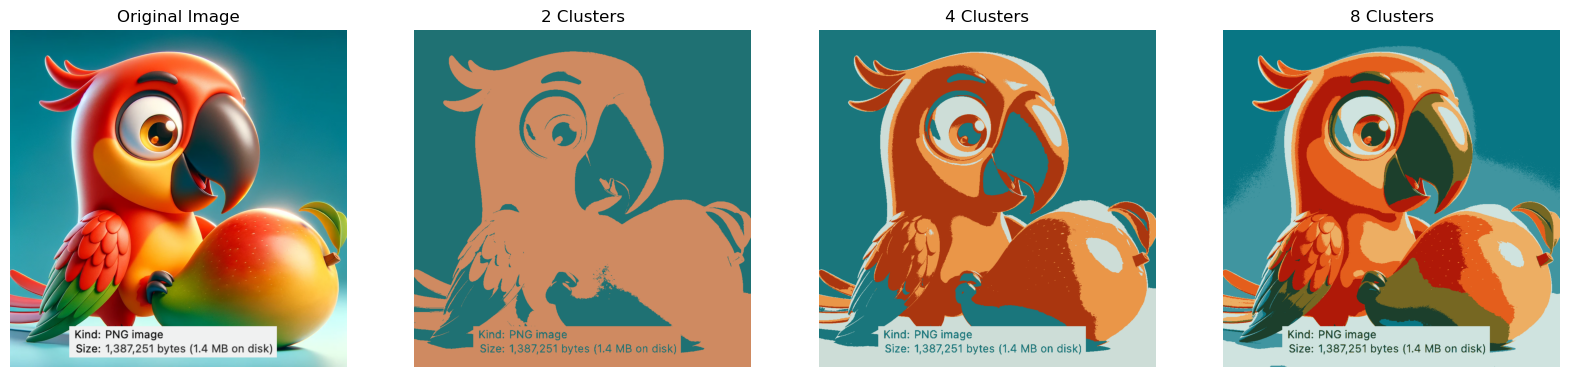 Original Image
2 Clusters
4 Clusters
8 Clusters
Kind: PNG image
Size: 1,387,251 bytes (1.4 MB on disk)
Kind: PNG image
Size: 1,387,251 bytes (1.4 MB on disk)
Kind: PNG image
Size: 1,387,251 bytes (1.4 MB on disk)
Kind: PNG image
Size: 1,387,251 bytes (1.4 MB on disk)